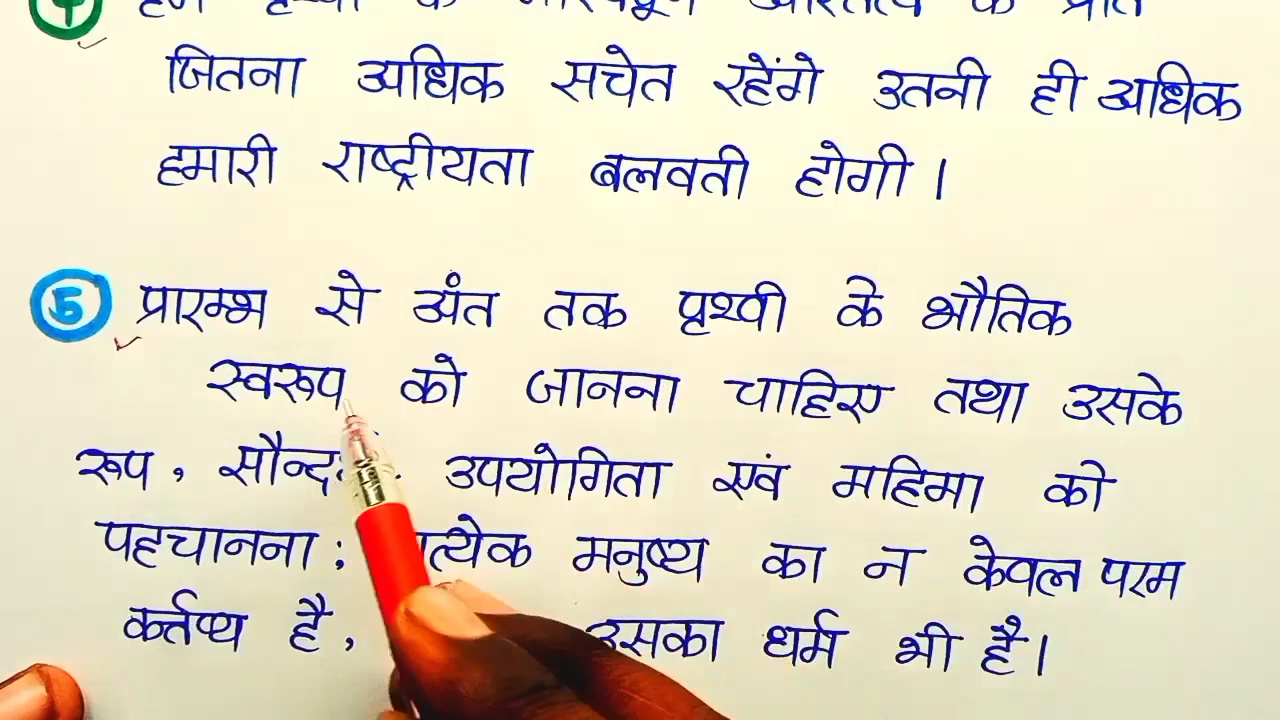 जितना अधिक सचेत रहेंगे उतनी ही अधिक
हमारी राष्ट्रीयता बलवती होगी।
5 प्रारम्भ से अंत तक पृथ्वी के भौतिक
स्वरूप को जानना चाहिए तथा उसके
रूप, उपयोगिता एवं महिमा को
पहचानना; मनुष्य का न केवल परम
कर्त्तव्य है, उसका धर्म भी है।